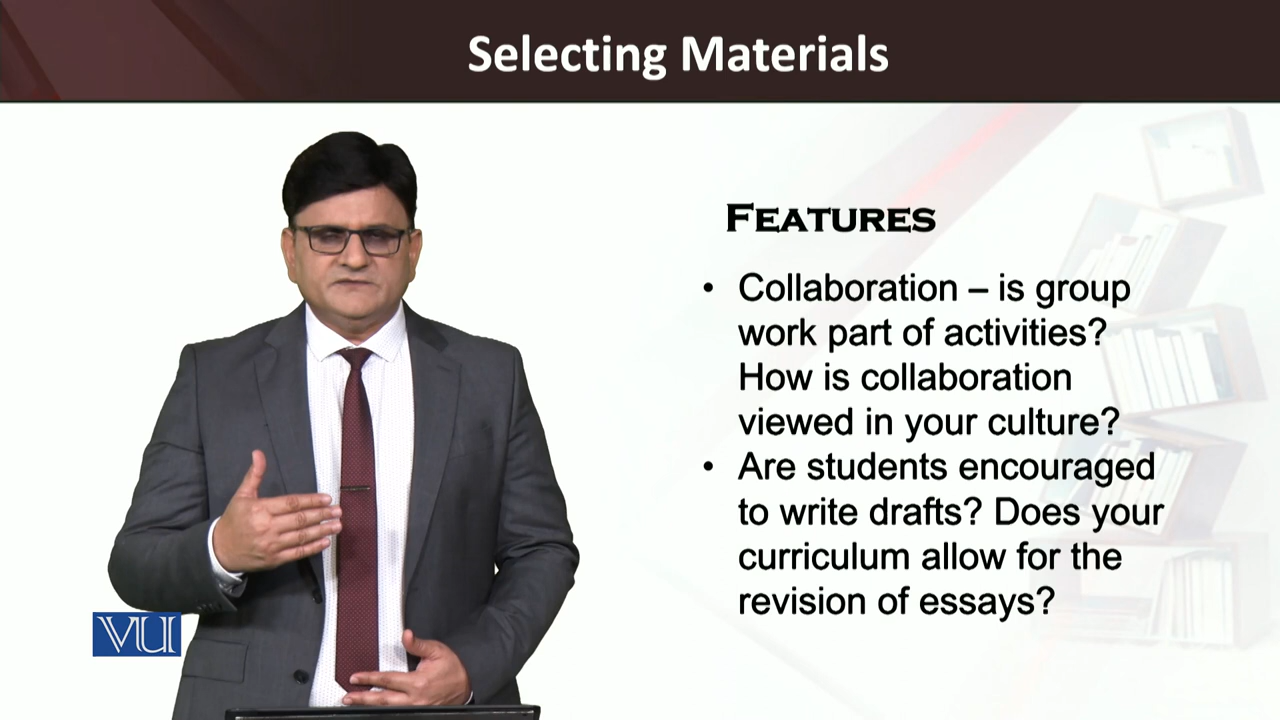 Selecting Materials
FEATURES
• Collaboration – is group
work part of activities?
How is collaboration
viewed in your culture?
• Are students encouraged
to write drafts? Does your
curriculum allow for the
revision of essays?
VU